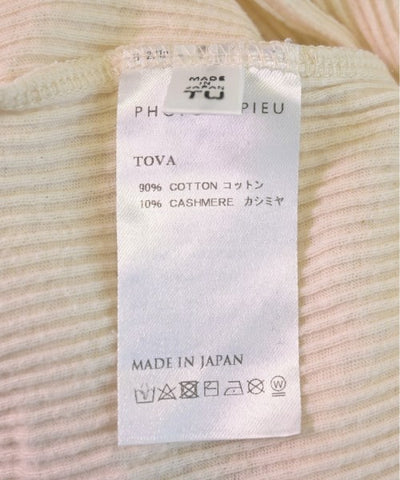 MADE
IN
JAPAN
TU
PHOTO PIEU
TOVA
90% COTTON コットン
10% CASHMERE カシミヤ
MADE IN JAPAN